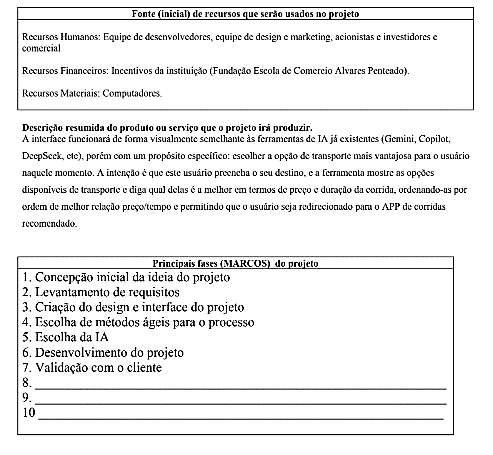 Fonte (inicial) de recursos que serão usados no projeto
Recursos Humanos: Equipe de desenvolvedores, equipe de design e marketing, acionistas e investidores e
comercial
Recursos Financeiros: Incentivos da instituição (Fundação Escola de Comercio Alvares Penteado).
Recursos Materiais: Computadores.
Descrição resumida do produto ou serviço que o projeto irá produzir.
A interface funcionará de forma visualmente semelhante às ferramentas de IA já existentes (Gemini, Copilot,
DeepSeek, etc), porém com um propósito específico: escolher a opção de transporte mais vantajosa para o usuário
naquele momento. A intenção é que este usuário preencha o seu destino, e a ferramenta mostre as opções
disponíveis de transporte e diga qual delas é a melhor em termos de preço e duração da corrida, ordenando-as por
ordem de melhor relação preço/tempo e permitindo que o usuário seja redirecionado para o APP de corridas
recomendado.
Principais fases (MARCOS) do projeto
1. Concepção inicial da ideia do projeto
2. Levantamento de requisitos
3. Criação do design e interface do projeto
4. Escolha de métodos ágeis para o processo
5. Escolha da IA
6. Desenvolvimento do projeto
7. Validação com o cliente
8.
9.
10